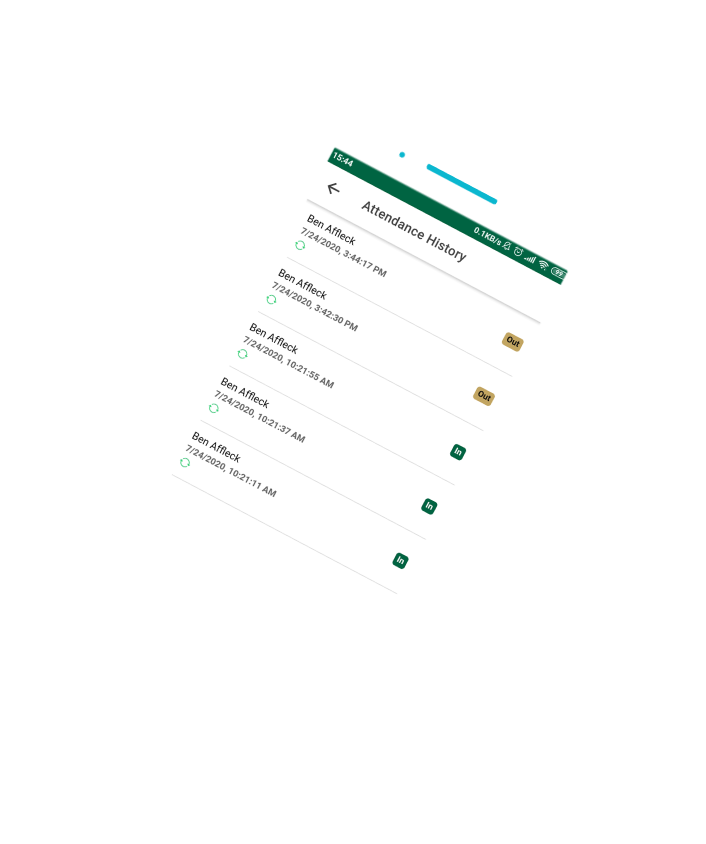 15:44
0.1KB/s 99
Attendance History
Ben Affleck
7/24/2020, 3:44:17 PM
Out
Ben Affleck
7/24/2020, 3:42:30 PM
Out
Ben Affleck
7/24/2020, 10:21:55 AM
In
Ben Affleck
7/24/2020, 10:21:37 AM
In
Ben Affleck
7/24/2020, 10:21:11 AM
In